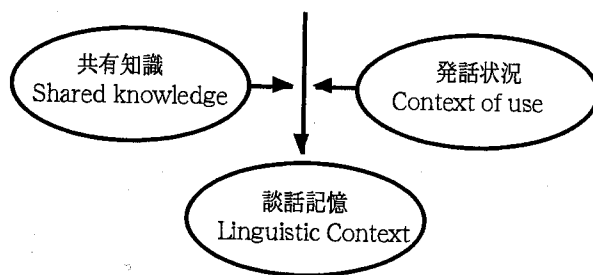 共有知識
Shared knowledge
発話状況
Context of use
談話記憶
Linguistic Context